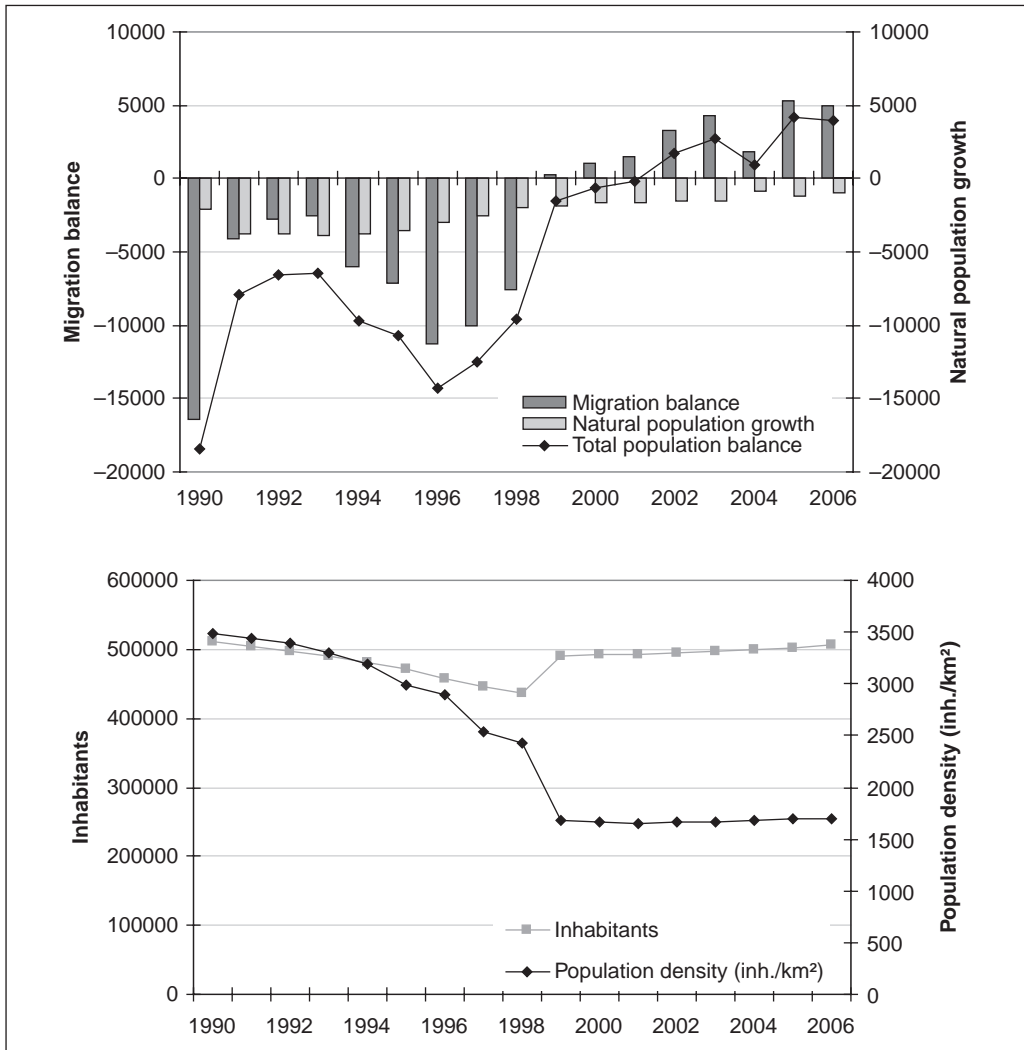 10000 10000
5000 5000
0 0
–5000 –5000
–10000 –10000
–15000 –15000
–20000 –20000
Migration balance
Natural population growth
Migration balance
Natural population growth
Total population balance
1990 1992 1994 1996 1998 2000 2002 2004 2006
600000 4000
500000 3500
400000 3000
300000 2500
200000 2000
100000 1500
0 1000
500
0
Inhabitants
Population density (inh./km²)
Inhabitants
Population density (inh./km²)
1990 1992 1994 1996 1998 2000 2002 2004 2006